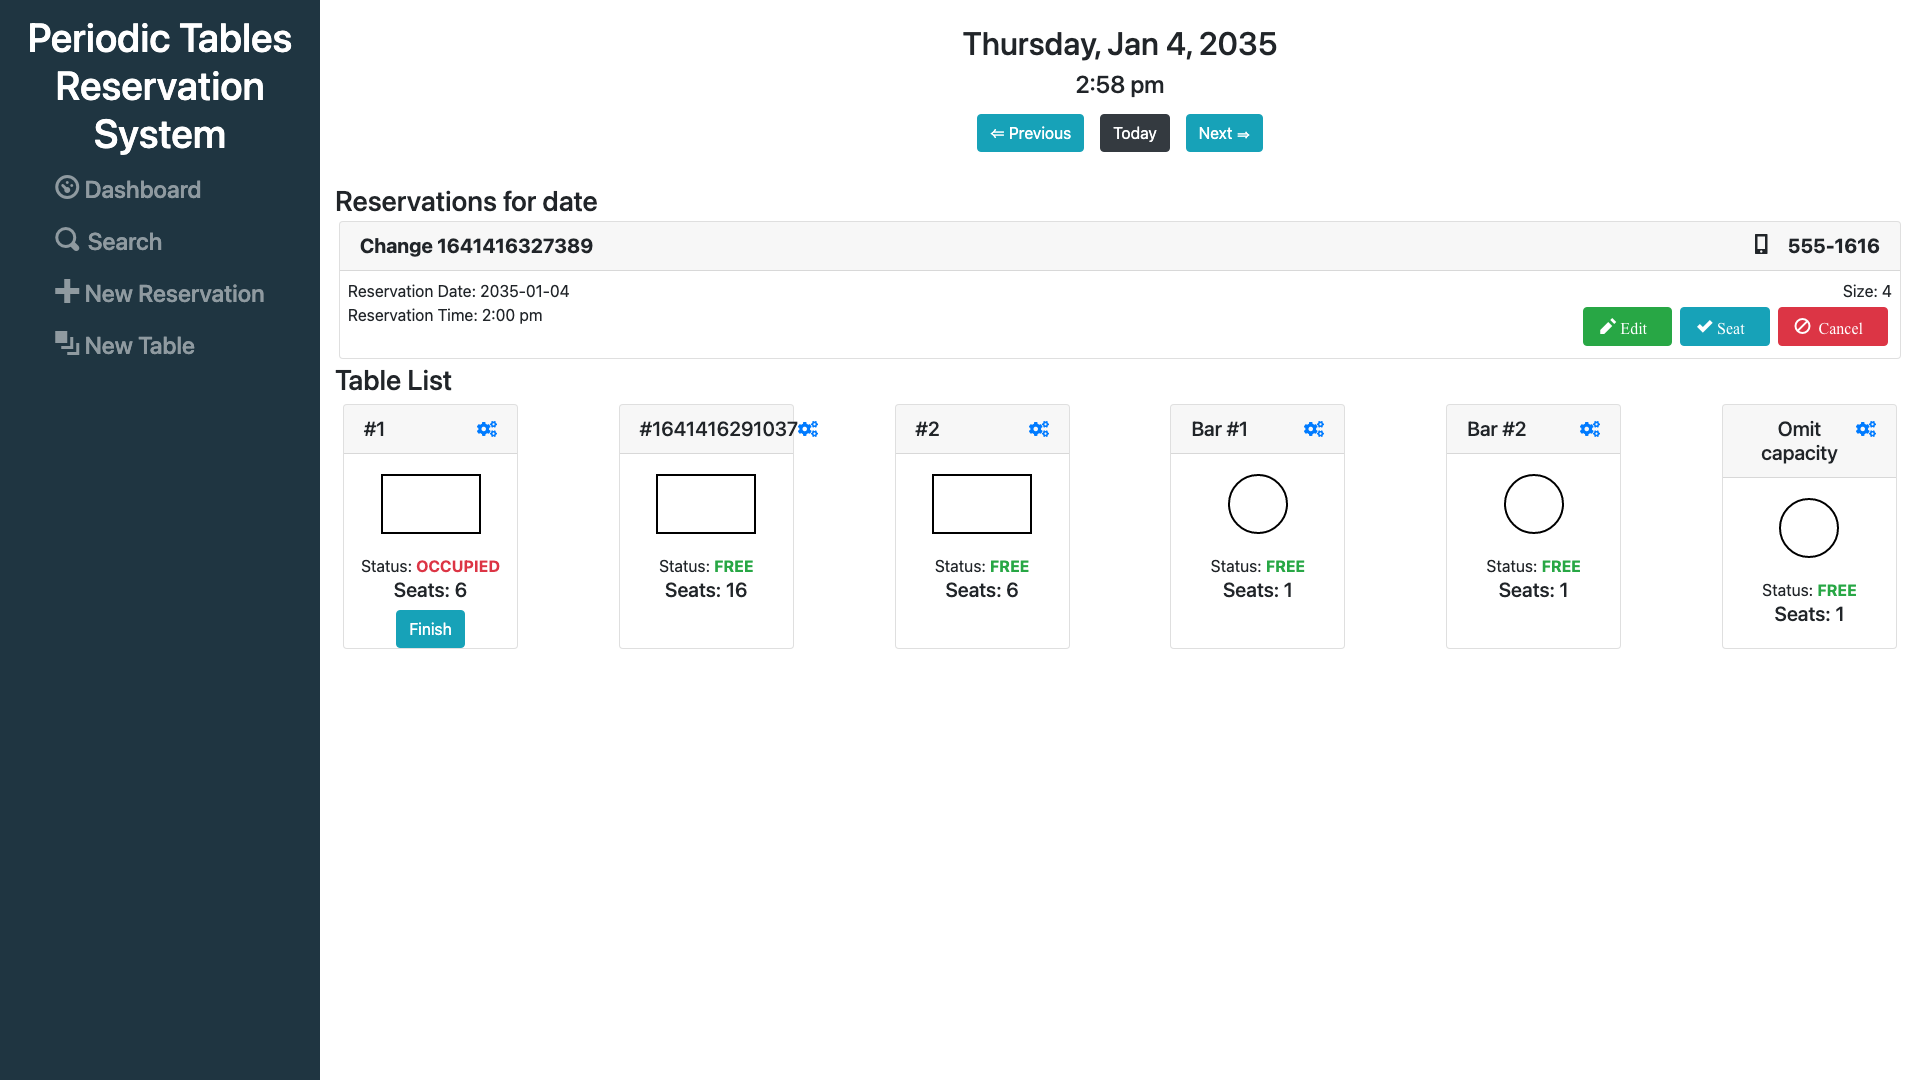 Periodic Tables
Reservation
System
Dashboard
Search
New Reservation
New Table
Thursday, Jan 4, 2035
2:58 pm
⇐ Previous
Today
Next ⇒
Reservations for date
Change 1641416327389
555-1616
Reservation Date: 2035-01-04
Size: 4
Reservation Time: 2:00 pm
Edit
Seat
Cancel
Table List
#1
Status: OCCUPIED
Seats: 6
Finish
#1641416291037
Status: FREE
Seats: 16
#2
Status: FREE
Seats: 6
Bar #1
Status: FREE
Seats: 1
Bar #2
Status: FREE
Seats: 1
Omit
capacity
Status: FREE
Seats: 1